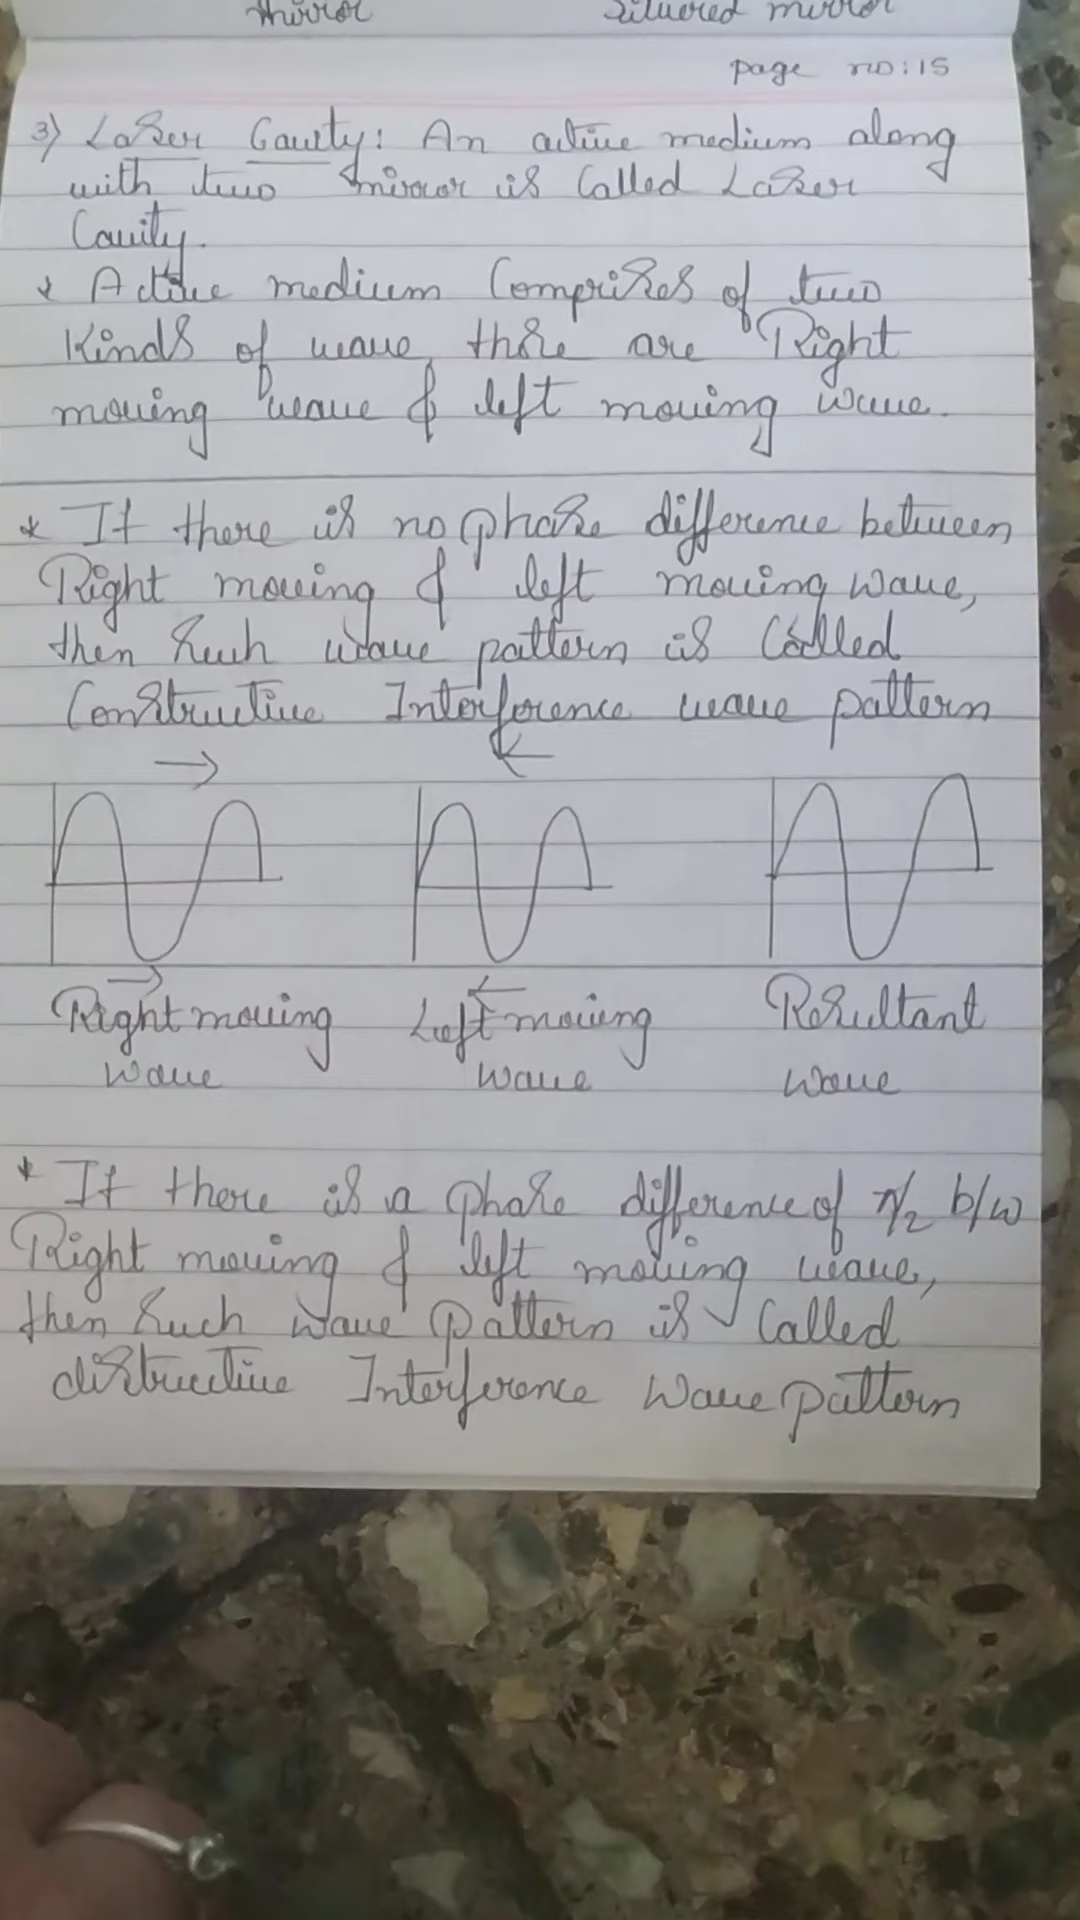 Mirror Silvered mirror
page no: 15
3) Laser Cavity: An active medium along
with two mirror is Called Laser
Cavity.
* Active medium Comprises of two
Kinds of wave, there are Right
moving wave & left moving wave.
* If there is no phase difference between
Right moving & left moving wave,
then such wave pattern is Called
Constructive Interference wave pattern
→ ←
→ ←
Right moving Left moving Resultant
wave wave wave
* If there is a phase difference of π/2 b/w
Right moving & left moving wave,
then such wave pattern is Called
distructive Interference wave pattern